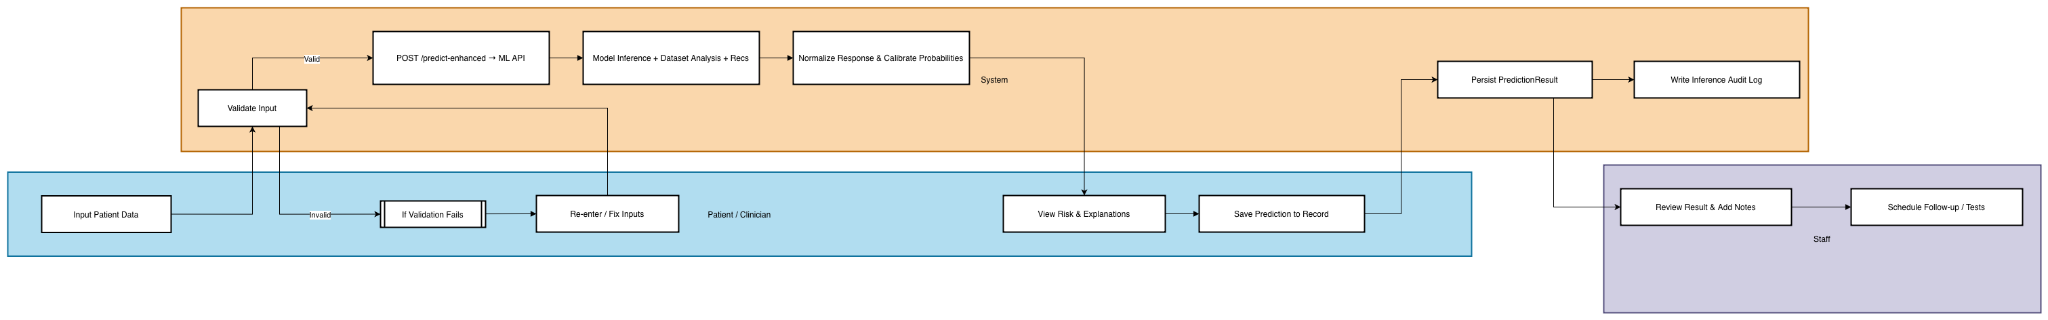 Valid
POST /predict-enhanced → ML API
Model Inference + Dataset Analysis + Recs
Normalize Response & Calibrate Probabilities
System
Persist PredictionResult
Write Inference Audit Log
Validate Input
Input Patient Data
Invalid
If Validation Fails
Re-enter / Fix Inputs
Patient / Clinician
View Risk & Explanations
Save Prediction to Record
Review Result & Add Notes
Schedule Follow-up / Tests
Staff